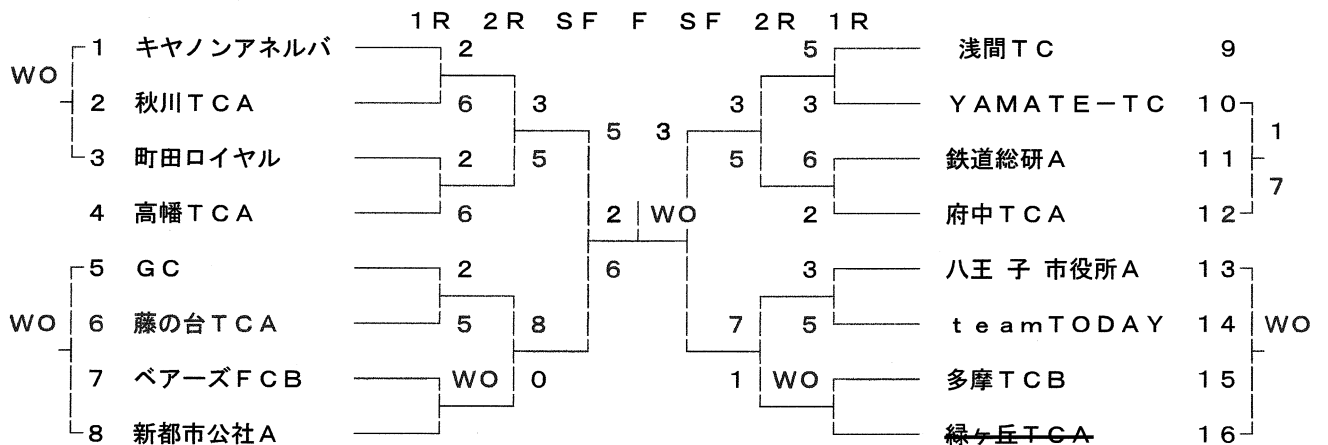 1R 2R SF F SF 2R 1R
1 キヤノンアネルバ 2 5 浅間TC 9
WO
2 秋川TCA 6 3 3 3 YAMATE-TC 10
5 3 1
3 町田ロイヤル 2 5 5 6 鉄道総研A 11
7
4 高幡TCA 6 2 WO 2 府中TCA 12
5 GC 2 6 3 八王子市役所A 13
WO 6 藤の台TCA 5 8 7 5 teamTODAY 14 WO
7 ベアーズFCB WO 0 1 WO 多摩TCB 15
8 新都市公社A 緑ヶ丘TCA 16